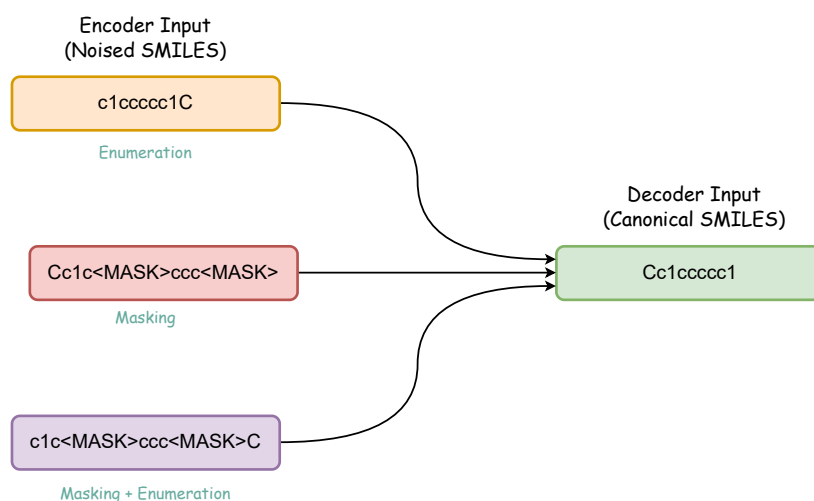 Encoder Input
(Noised SMILES)
c1ccccc1C
Enumeration
Cc1c<MASK>ccc<MASK>
Masking
c1c<MASK>ccc<MASK>C
Masking + Enumeration
Decoder Input
(Canonical SMILES)
Cc1ccccc1